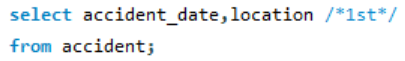 select accident_date,location /*1st*/
from accident;